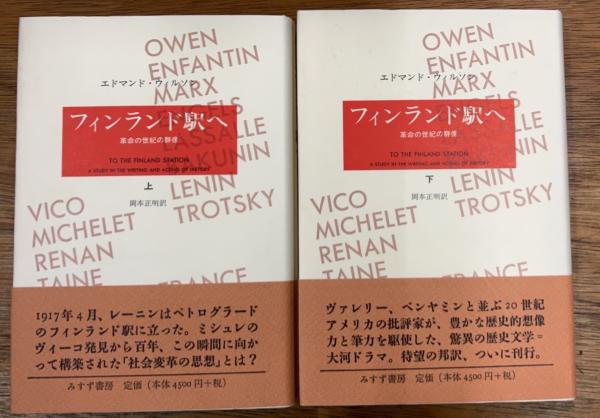 OWEN
ENFANTIN
エドマンド・ウィルソン
MARX
ENGELS
フィンランド駅へ
LASSALLE
革命の世紀の群像
BAKUNIN
TO THE FINLAND STATION
A STUDY IN THE WRITING AND ACTING OF HISTORY
上
LENIN
岡本正明訳
TROTSKY
VICO
MICHELET
RENAN
TAINE
FRANCE
1917年4月、レーニンはペトログラード
のフィンランド駅に立った。ミシュレの
ヴィーコ発見から百年、この瞬間に向か
って構築された「社会変革の思想」とは?
みすず書房 定価(本体4500円+税)
OWEN
ENFANTIN
エドマンド・ウィルソン
MARX
フィンランド駅へ
革命の世紀の群像
TO THE FINLAND STATION
A STUDY IN THE WRITING AND ACTING OF HISTORY
下
LENIN
岡本正明訳
TROTSKY
VICO
MICHELET
RENAN
TAINE
FRANCE
ヴァレリー、ベンヤミンと並ぶ20世紀
アメリカの批評家が、豊かな歴史的想像
力と筆力を駆使した、驚異の歴史文学=
大河ドラマ。待望の邦訳、ついに刊行。
みすず書房 定価(本体4500円+税)